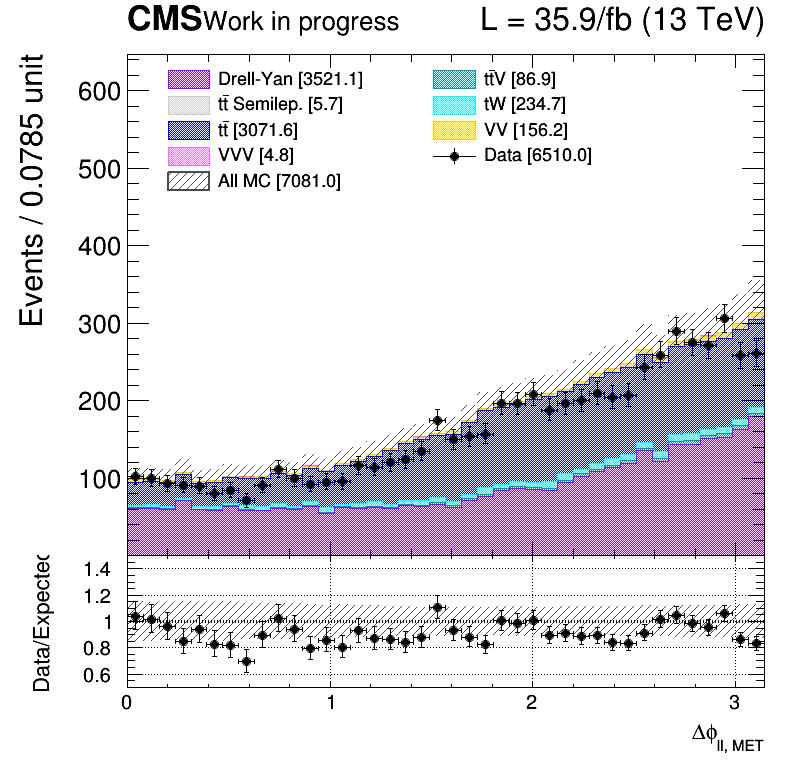 CMS Work in progress L = 35.9/fb (13 TeV)
Events / 0.0785 unit
600
500
400
300
200
100
Drell-Yan [3521.1]
tt̄ Semilep. [5.7]
tt̄ [3071.6]
VVV [4.8]
All MC [7081.0]
tt̄V [86.9]
tW [234.7]
VV [156.2]
Data [6510.0]
Data/Expected
1.4
1.2
1
0.8
0.6
0 1 2 3
Δϕ_ll, MET